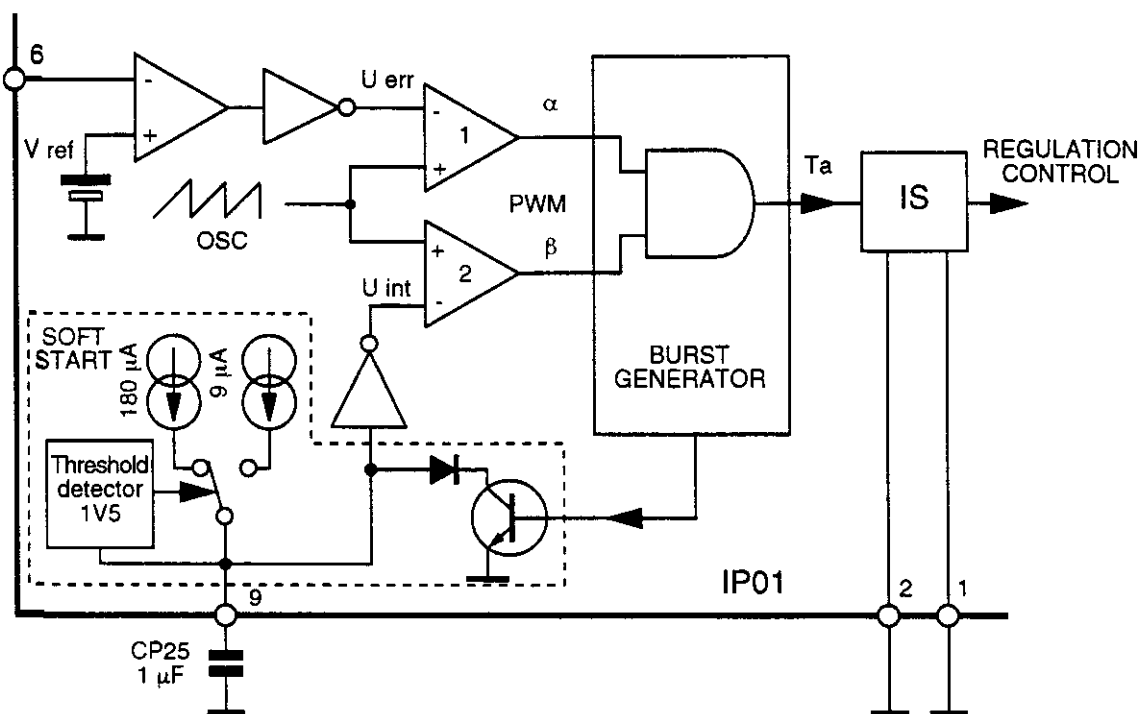 6
U err
α
-
-
1
+
+
V ref
Ta
REGULATION
CONTROL
IS
PWM
OSC
β
+
2
-
U int
SOFT
START
180 µA
9 µA
BURST
GENERATOR
Threshold
detector
1V5
IP01
9
2
1
CP25
1 µF